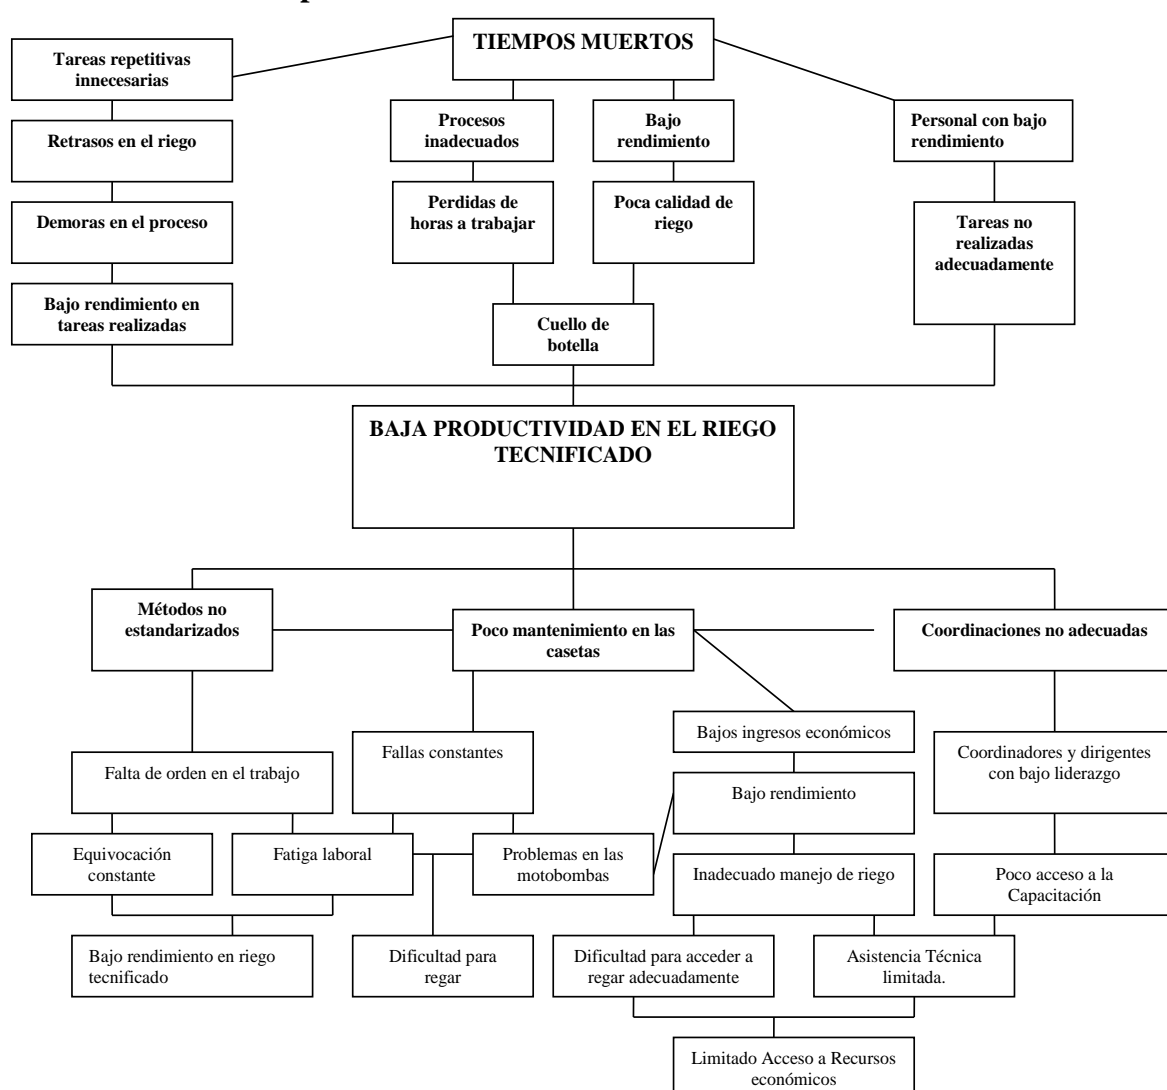 TIEMPOS MUERTOS
Tareas repetitivas
innecesarias
Procesos
inadecuados
Bajo
rendimiento
Personal con bajo
rendimiento
Retrasos en el riego
Perdidas de
horas a trabajar
Poca calidad de
riego
Demoras en el proceso
Tareas no
realizadas
adecuadamente
Bajo rendimiento en
tareas realizadas
Cuello de
botella
BAJA PRODUCTIVIDAD EN EL RIEGO
TECNIFICADO
Métodos no
estandarizados
Poco mantenimiento en las
casetas
Coordinaciones no adecuadas
Bajos ingresos económicos
Falta de orden en el trabajo
Fallas constantes
Coordinadores y dirigentes
con bajo liderazgo
Bajo rendimiento
Equivocación
constante
Fatiga laboral
Problemas en las
motobombas
Inadecuado manejo de riego
Poco acceso a la
Capacitación
Bajo rendimiento en riego
tecnificado
Dificultad para
regar
Dificultad para acceder a
regar adecuadamente
Asistencia Técnica
limitada.
Limitado Acceso a Recursos
económicos